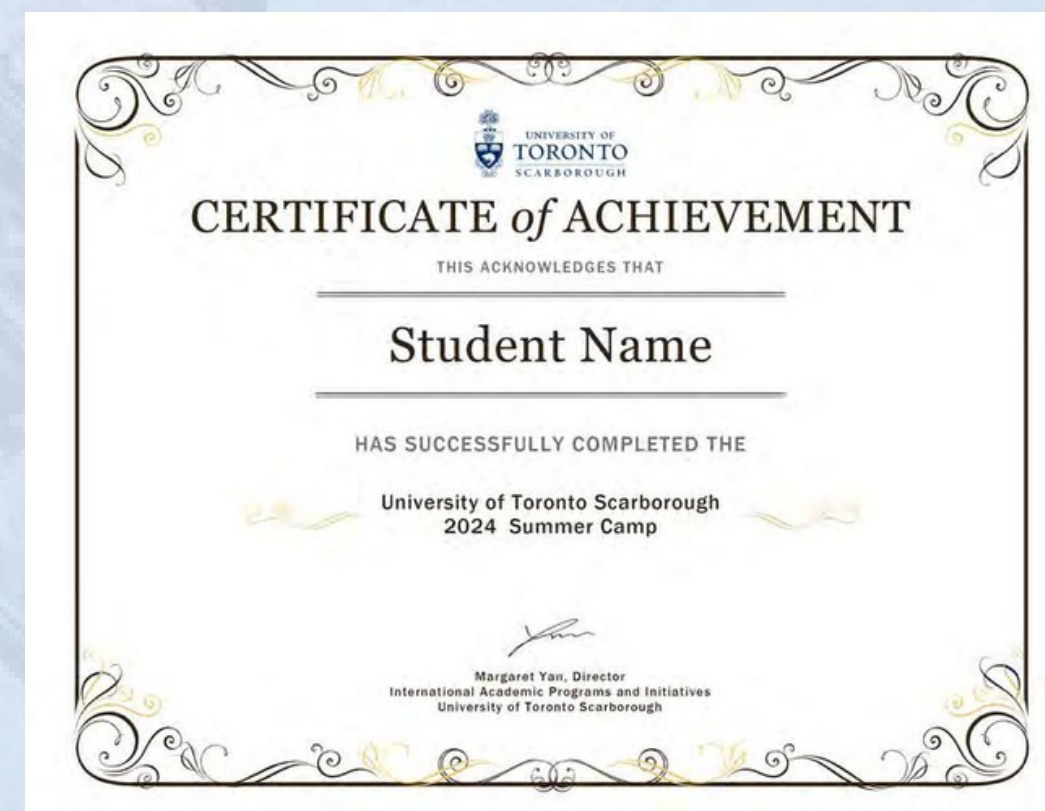 UNIVERSITY OF
TORONTO
SCARBOROUGH
CERTIFICATE of ACHIEVEMENT
THIS ACKNOWLEDGES THAT
Student Name
HAS SUCCESSFULLY COMPLETED THE
University of Toronto Scarborough
2024 Summer Camp
Margaret Yan, Director
International Academic Programs and Initiatives
University of Toronto Scarborough